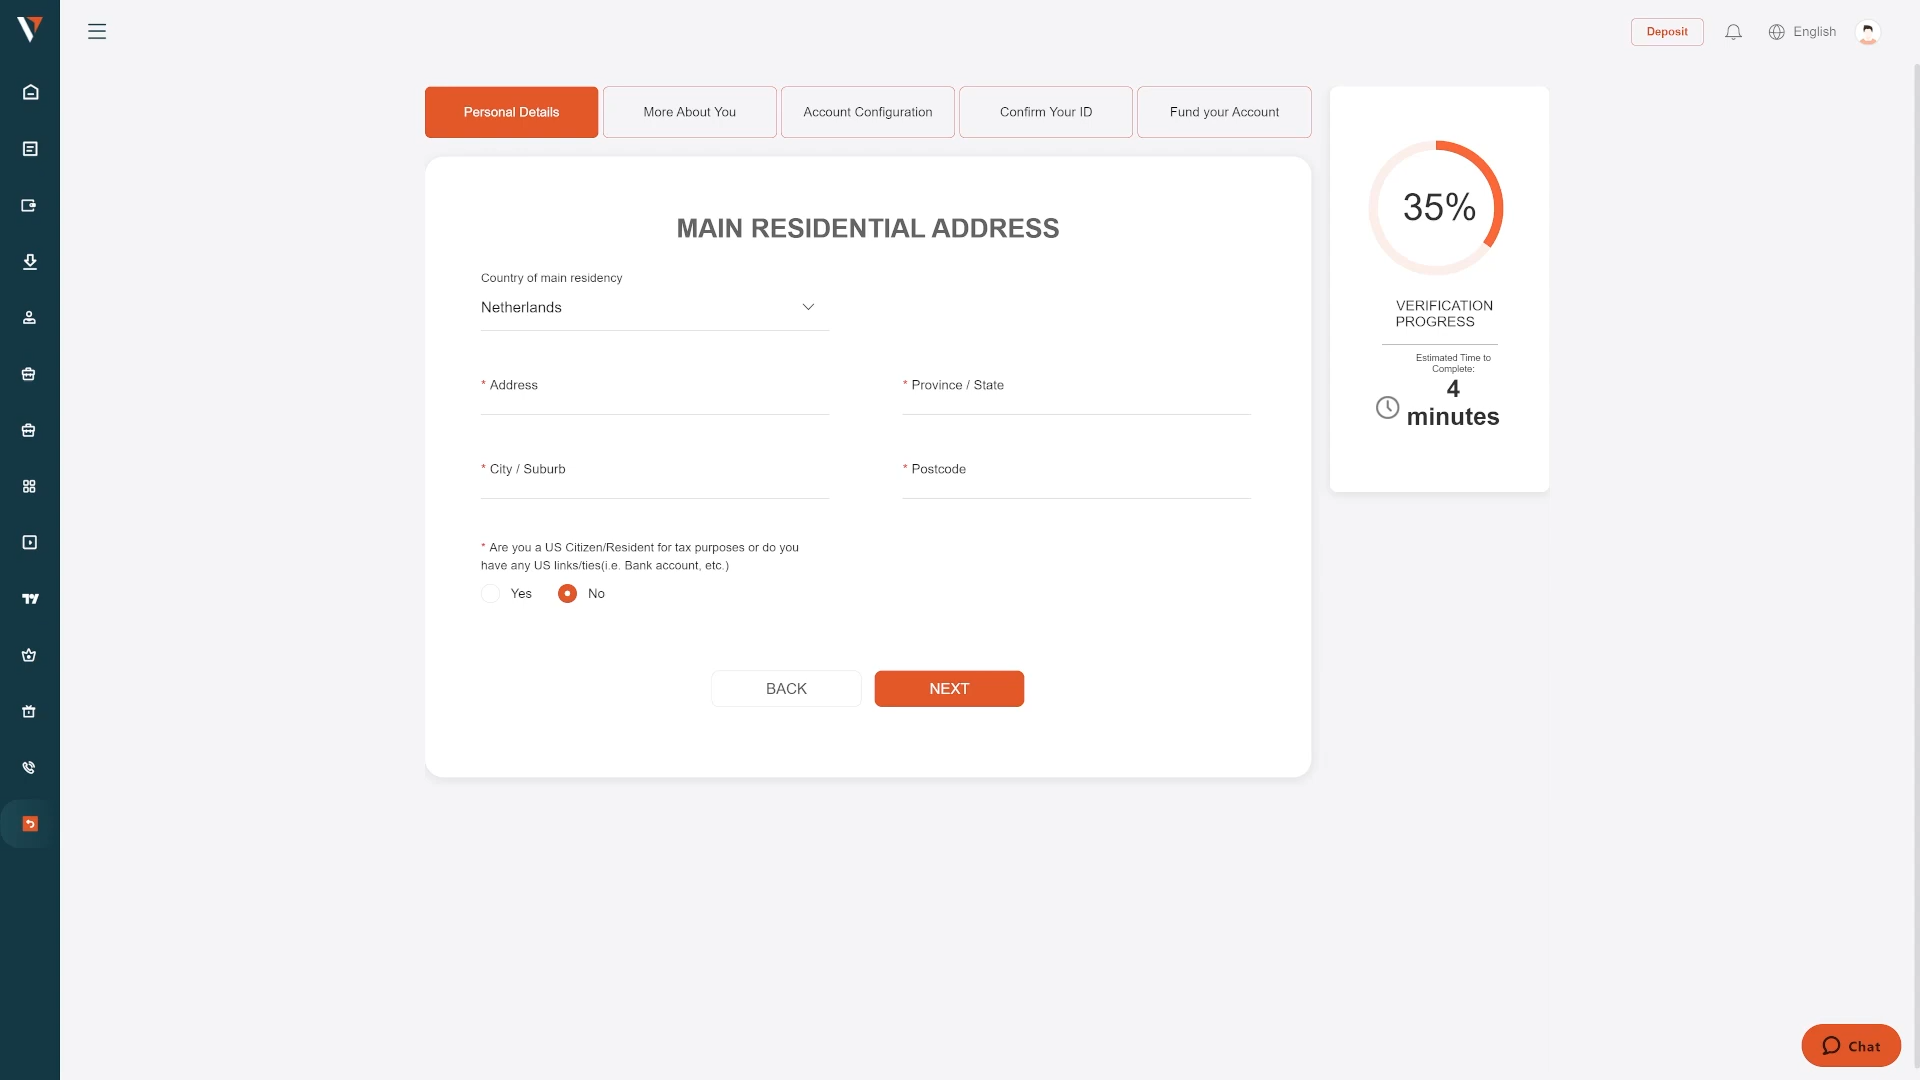 Deposit
English
Personal Details
More About You
Account Configuration
Confirm Your ID
Fund your Account
MAIN RESIDENTIAL ADDRESS
Country of main residency
Netherlands
* Address
* Province / State
* City / Suburb
* Postcode
* Are you a US Citizen/Resident for tax purposes or do you
have any US links/ties(i.e. Bank account, etc.)
Yes
No
BACK
NEXT
35%
VERIFICATION
PROGRESS
Estimated Time to
Complete:
4
minutes
Chat